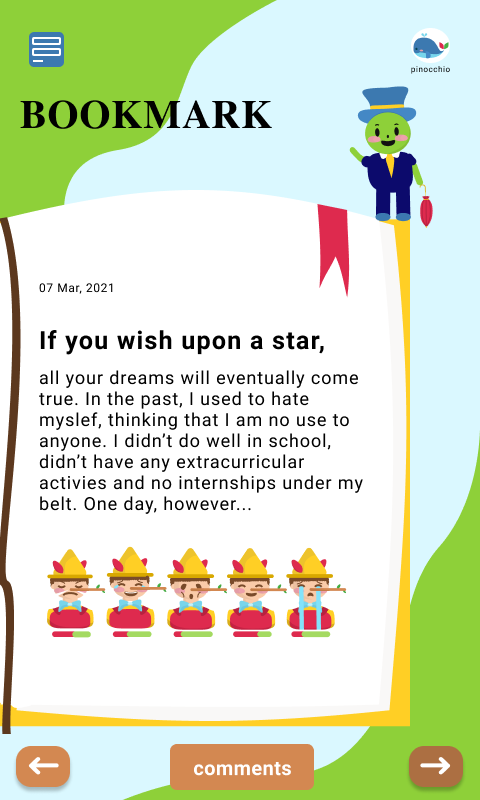 pinocchio
BOOKMARK
07 Mar, 2021
If you wish upon a star,
all your dreams will eventually come
true. In the past, I used to hate
myslef, thinking that I am no use to
anyone. I didn’t do well in school,
didn’t have any extracurricular
activies and no internships under my
belt. One day, however...
comments